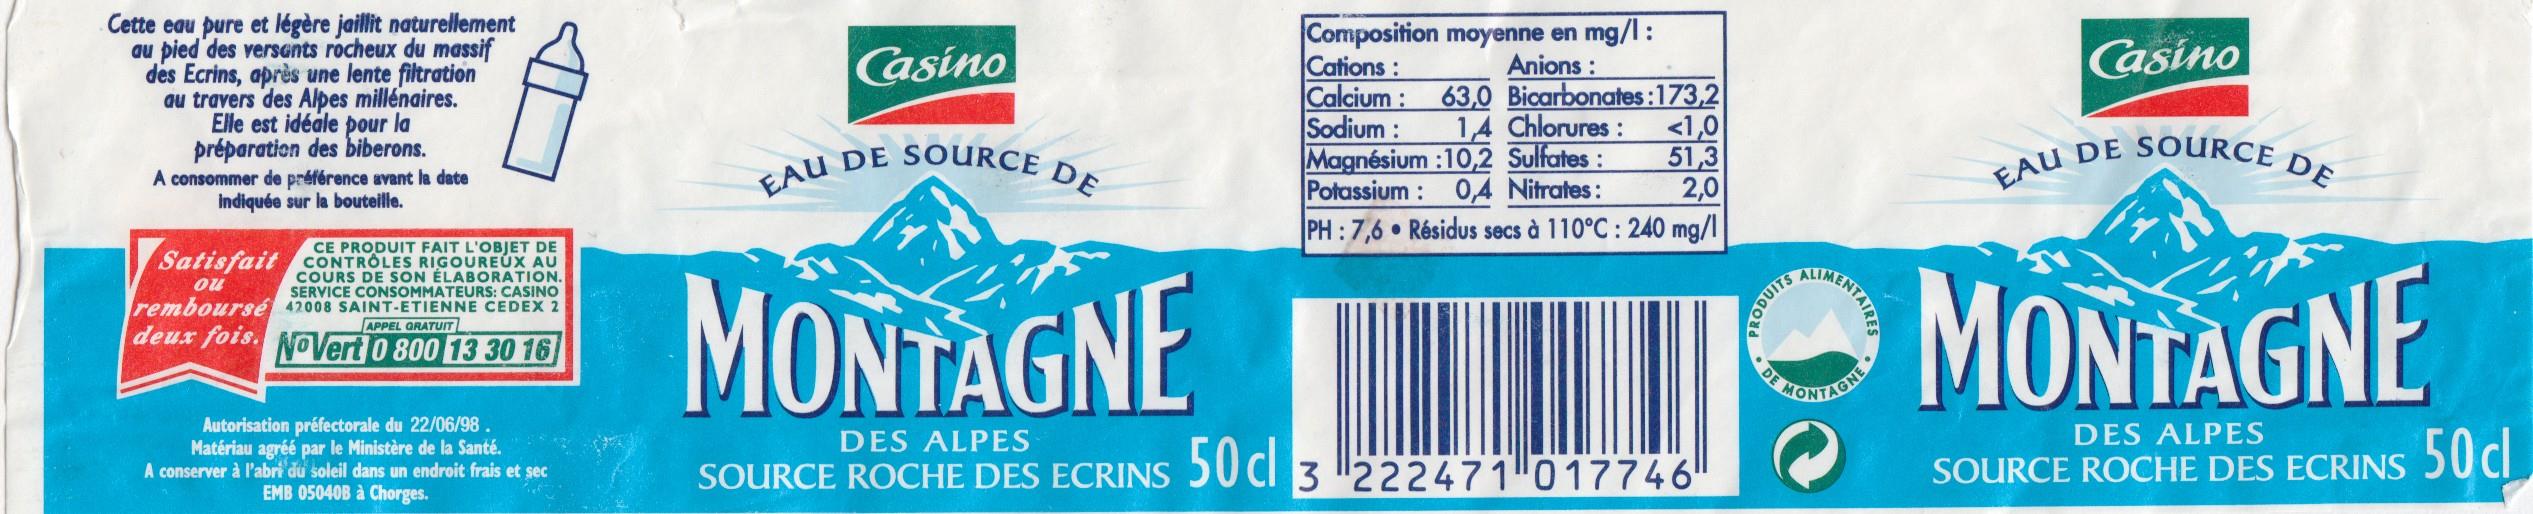 Cette eau pure et légère jaillit naturellement
au pied des versants rocheux du massif
des Ecrins, après une lente filtration
au travers des Alpes millénaires.
Elle est idéale pour la
préparation des biberons.
A consommer de préférence avant la date
indiquée sur la bouteille.
Satisfait
ou
remboursé
deux fois.
CE PRODUIT FAIT L'OBJET DE
CONTRÔLES RIGOUREUX AU
COURS DE SON ÉLABORATION.
SERVICE CONSOMMATEURS: CASINO
42008 SAINT-ETIENNE CEDEX 2
APPEL GRATUIT
NoVert 0 800 13 30 16
Autorisation préfectorale du 22/06/98 .
Matériau agréé par le Ministère de la Santé.
A conserver à l'abri du soleil dans un endroit frais et sec
EMB 05040B à Chorges.
Casino
EAU DE SOURCE DE
MONTAGNE
DES ALPES
SOURCE ROCHE DES ECRINS 50 cl
Composition moyenne en mg/l :
Cations : Anions :
Calcium : 63,0 Bicarbonates :173,2
Sodium : 1,4 Chlorures : <1,0
Magnésium :10,2 Sulfates : 51,3
Potassium : 0,4 Nitrates : 2,0
PH : 7,6 • Résidus secs à 110°C : 240 mg/l
3 222471 017746
PRODUITS ALIMENTAIRES
• DE MONTAGNE •
Casino
EAU DE SOURCE DE
MONTAGNE
DES ALPES
SOURCE ROCHE DES ECRINS 50 cl